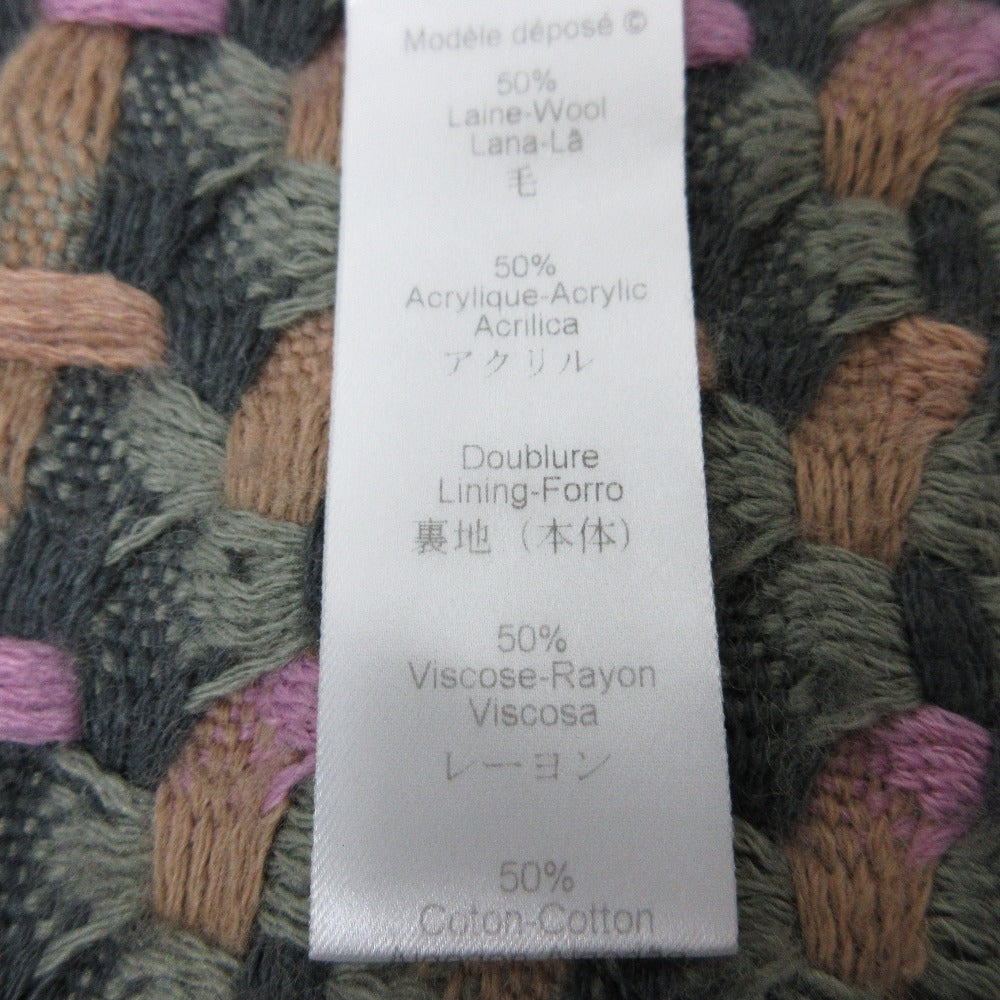 Modèle déposé ©
50%
Laine-Wool
Lana-Lã
毛
50%
Acrylique-Acrylic
Acrilica
アクリル
Doublure
Lining-Forro
裏地（本体）
50%
Viscose-Rayon
Viscosa
レーヨン
50%
Coton-Cotton